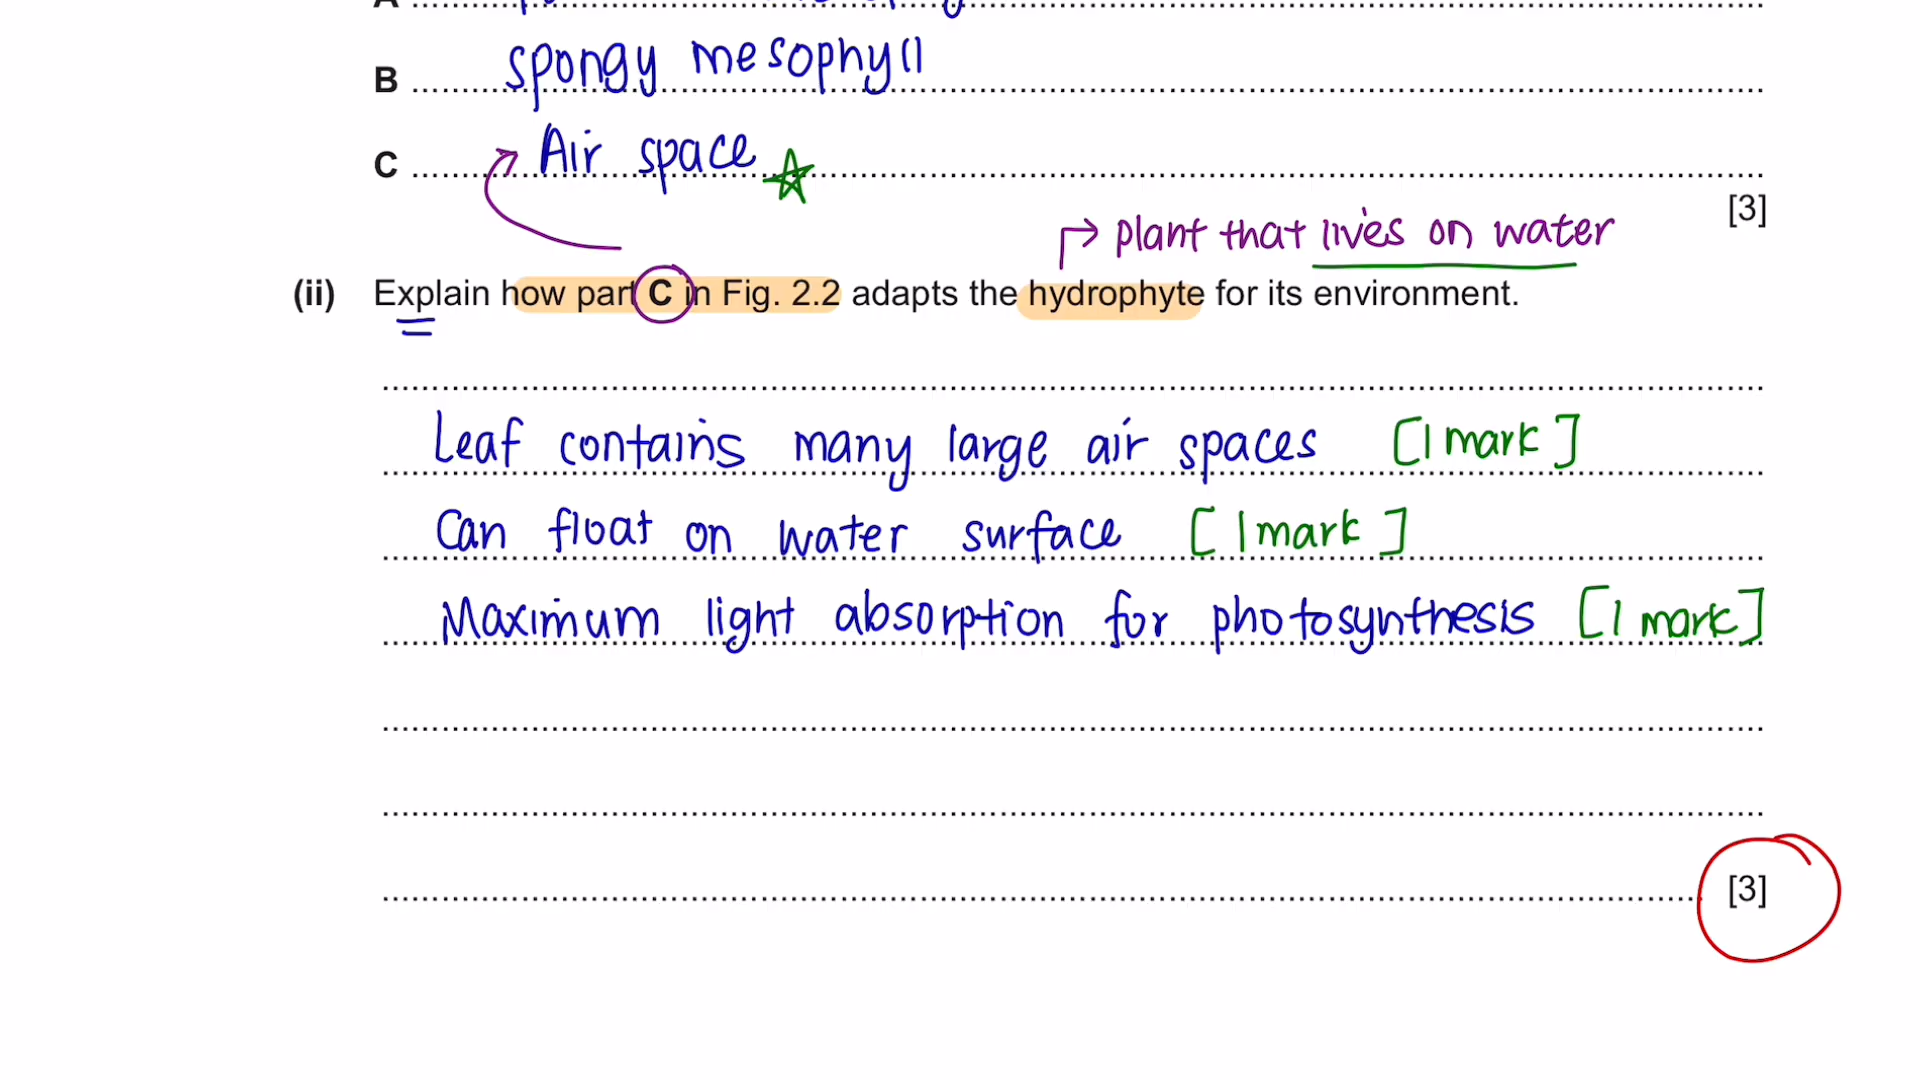 A
B spongy mesophyll
C Air space
[3]
→ plant that lives on water
(ii) Explain how part C in Fig. 2.2 adapts the hydrophyte for its environment.
Leaf contains many large air spaces [1 mark]
Can float on water surface [1 mark]
Maximum light absorption for photosynthesis [1 mark]
[3]